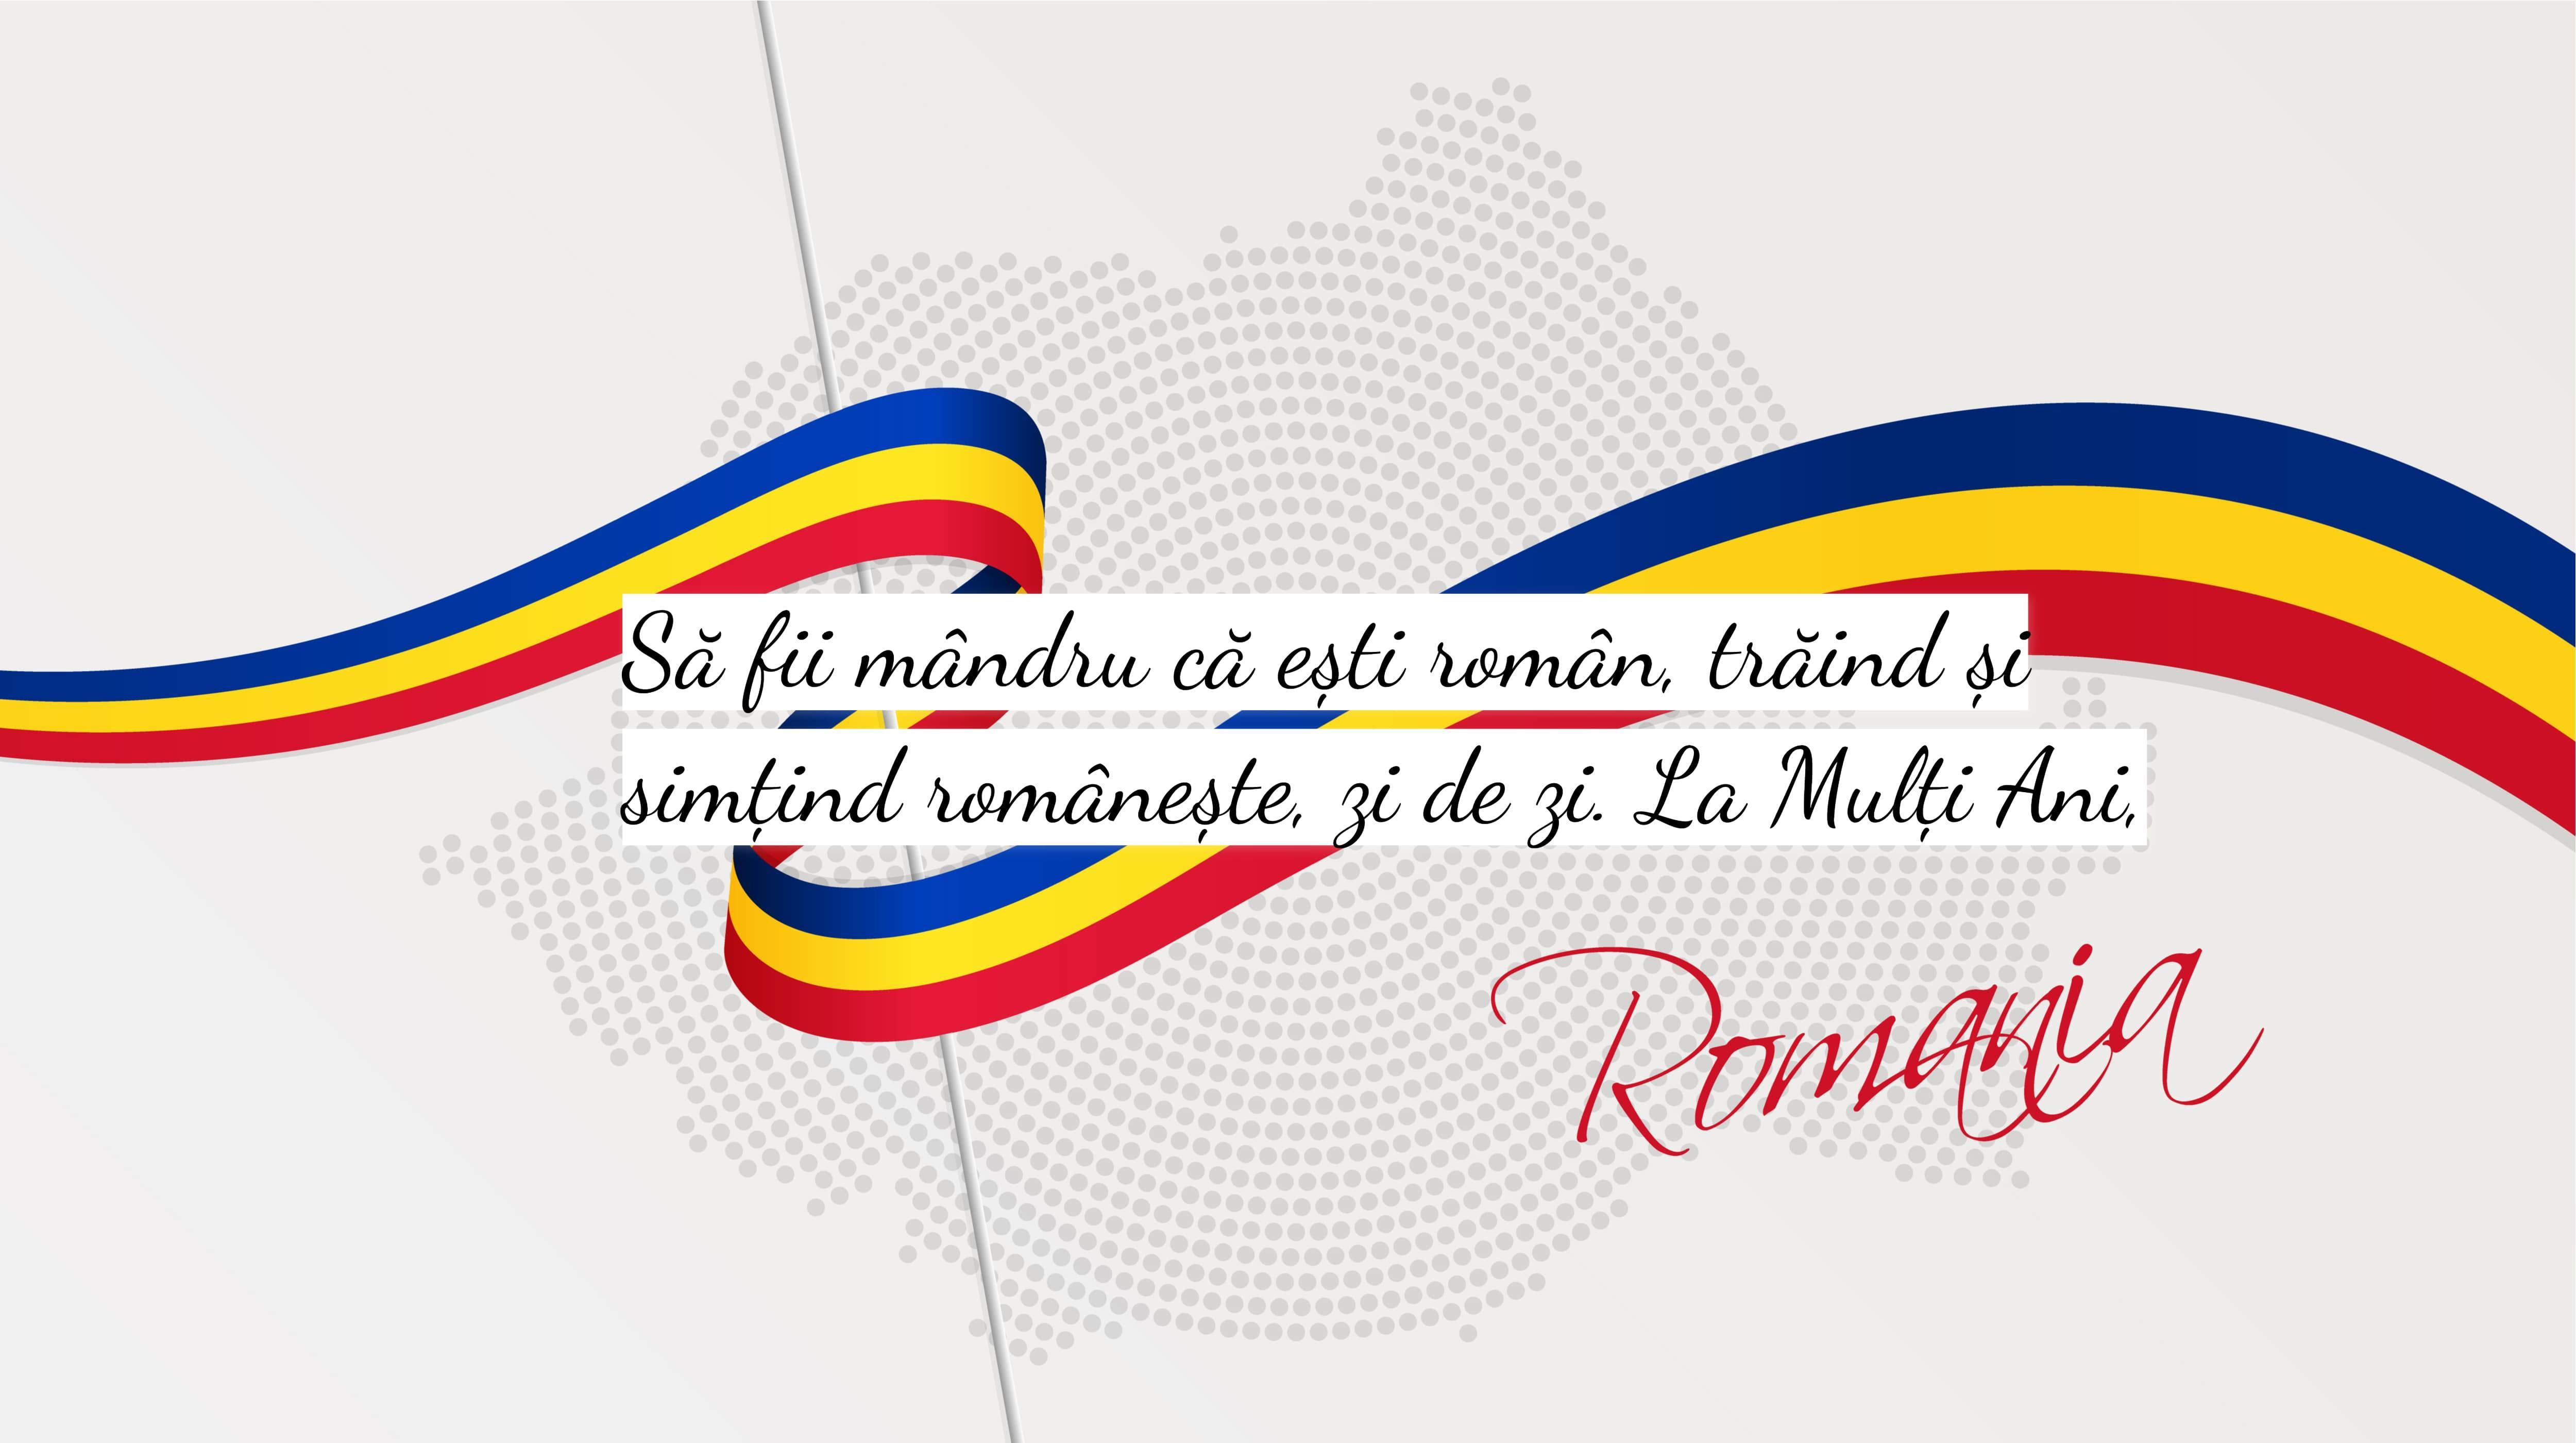 Să fii mândru că ești român, trăind și
simțind românește, zi de zi. La Mulți Ani,
Romania